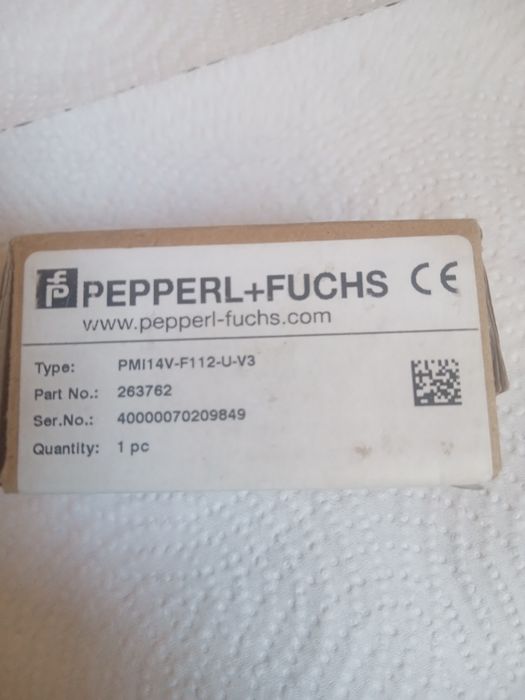 PEPPERL+FUCHS CE
www.pepperl-fuchs.com
Type: PMI14V-F112-U-V3
Part No.: 263762
Ser.No.: 40000070209849
Quantity: 1 pc